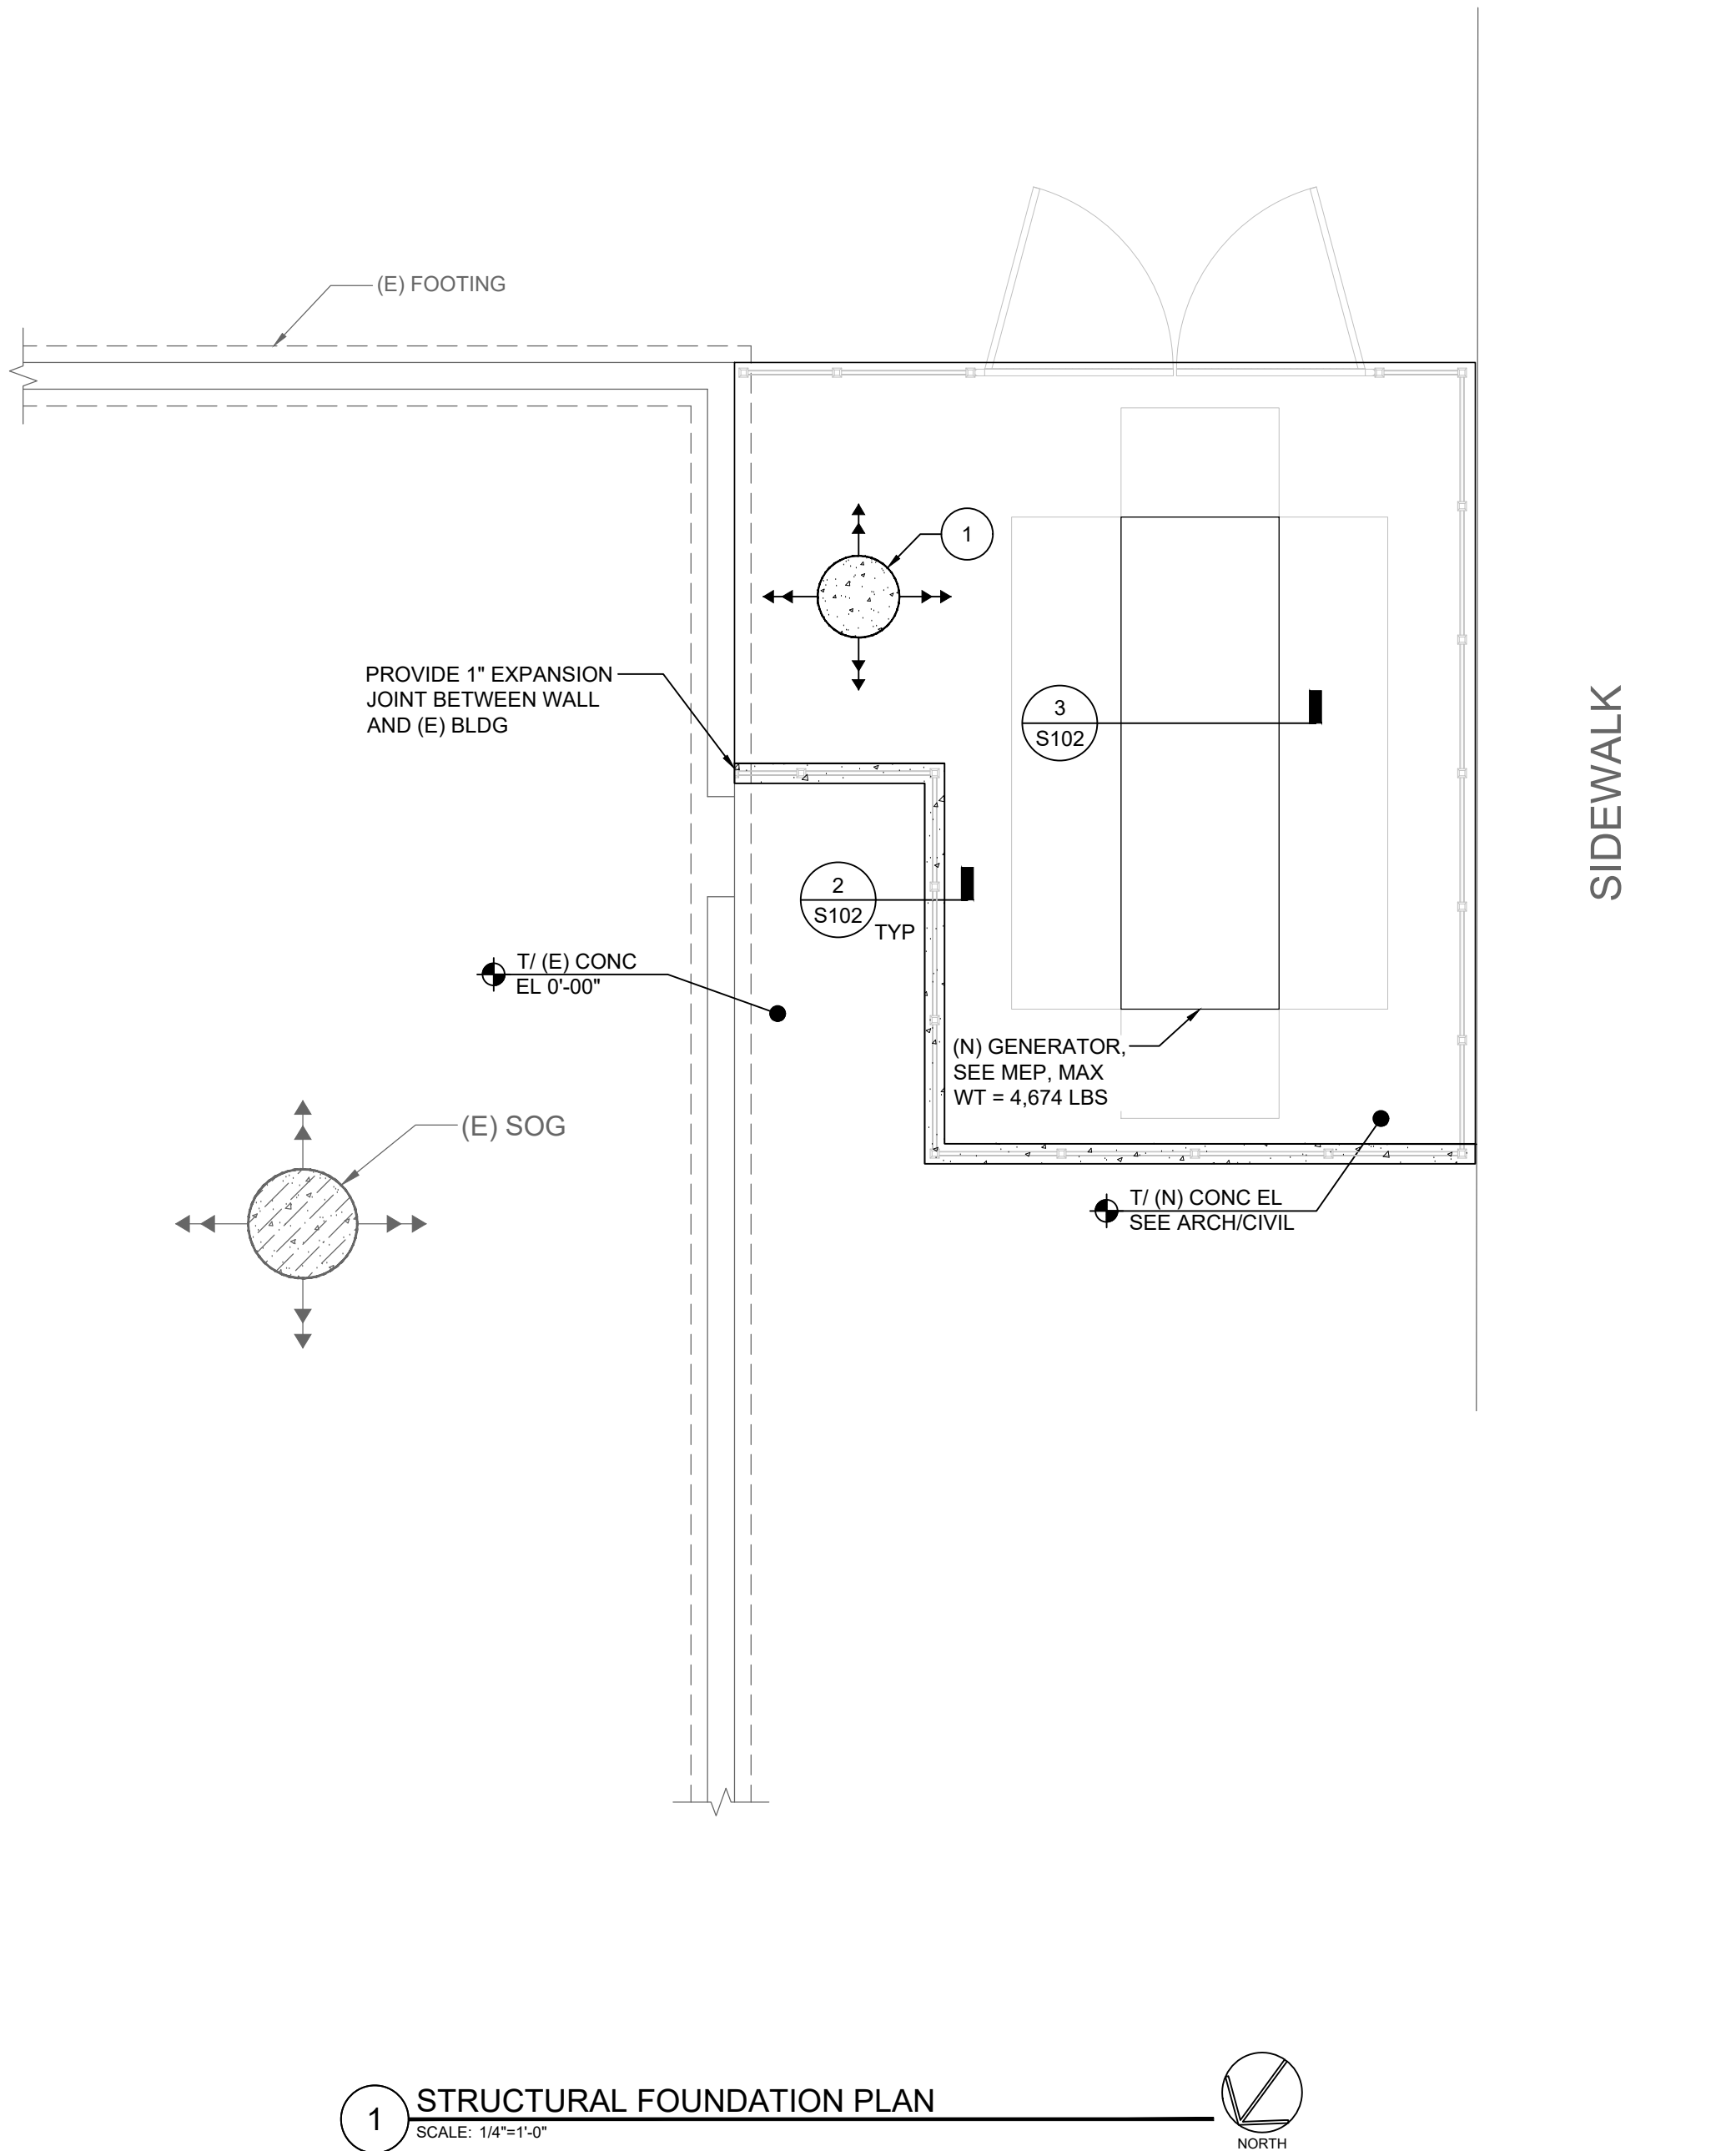 (E) FOOTING
1
PROVIDE 1" EXPANSION
JOINT BETWEEN WALL
AND (E) BLDG
3
S102
SIDEWALK
2
S102
TYP
T/ (E) CONC
EL 0'-00"
(N) GENERATOR,
SEE MEP, MAX
WT = 4,674 LBS
(E) SOG
T/ (N) CONC EL
SEE ARCH/CIVIL
1
STRUCTURAL FOUNDATION PLAN
SCALE: 1/4"=1'-0"
NORTH